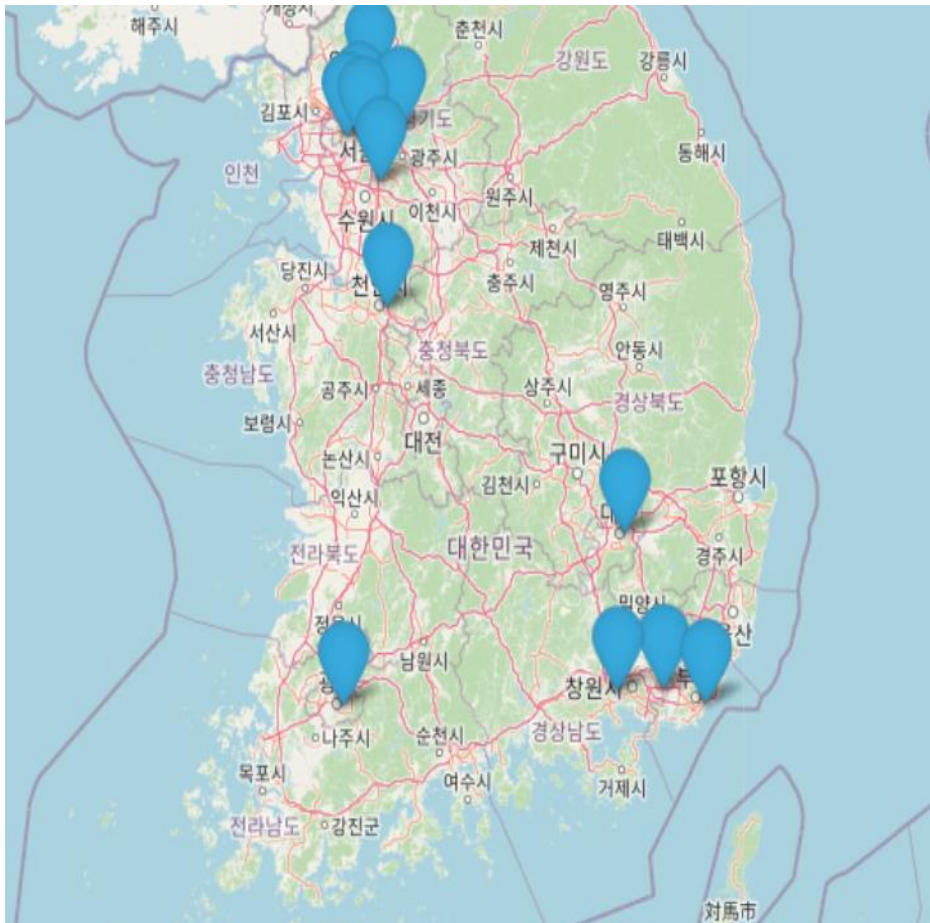 개성시
해주시
춘천시
강원도
강릉시
김포시
경기도
동해시
인천
광주시
수원시
이천시
원주시
제천시
태백시
당진시
충주시
영주시
서산시
충청북도
안동시
충청남도
공주시
세종
상주시
경상북도
보령시
대전
구미시
논산시
김천시
포항시
익산시
전라북도
대한민국
경주시
밀양시
남원시
창원시
나주시
순천시
경상남도
목포시
여수시
거제시
전라남도
강진군
対馬市